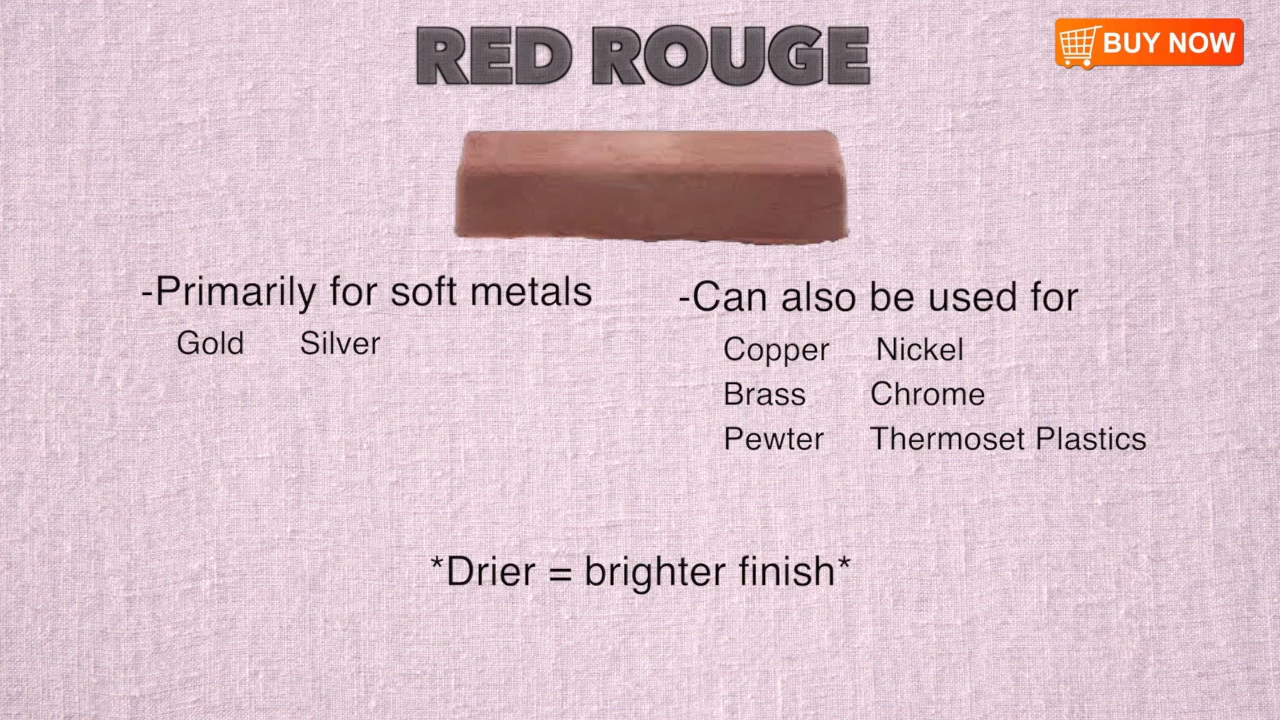 RED ROUGE
BUY NOW
-Primarily for soft metals
Gold Silver
-Can also be used for
Copper Nickel
Brass Chrome
Pewter Thermoset Plastics
*Drier = brighter finish*